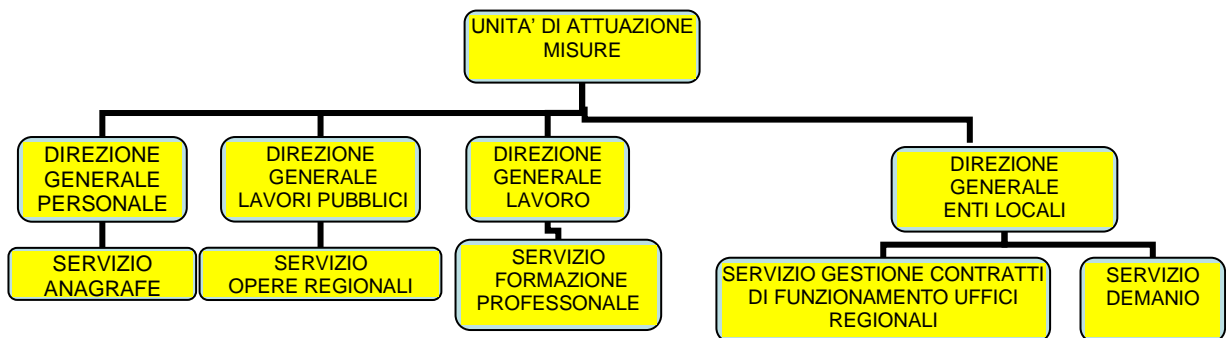 UNITA’ DI ATTUAZIONE
MISURE
DIREZIONE
GENERALE
PERSONALE
DIREZIONE
GENERALE
LAVORI PUBBLICI
DIREZIONE
GENERALE
LAVORO
DIREZIONE
GENERALE
ENTI LOCALI
SERVIZIO
ANAGRAFE
SERVIZIO
OPERE REGIONALI
SERVIZIO
FORMAZIONE
PROFESSONALE
SERVIZIO GESTIONE CONTRATTI
DI FUNZIONAMENTO UFFICI
REGIONALI
SERVIZIO
DEMANIO